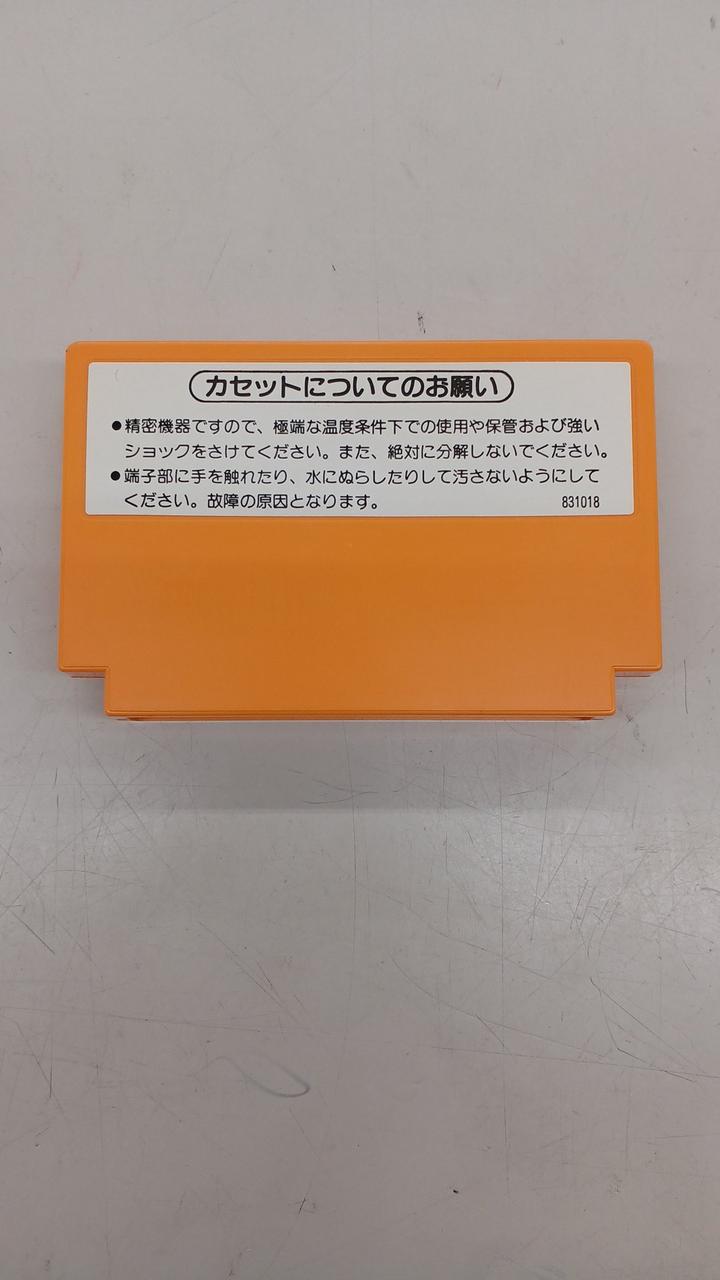 カセットについてのお願い
●精密機器ですので、極端な温度条件下での使用や保管および強い
ショックをさけてください。また、絶対に分解しないでください。
●端子部に手を触れたり、水にぬらしたりして汚さないようにして
ください。故障の原因となります。 831018